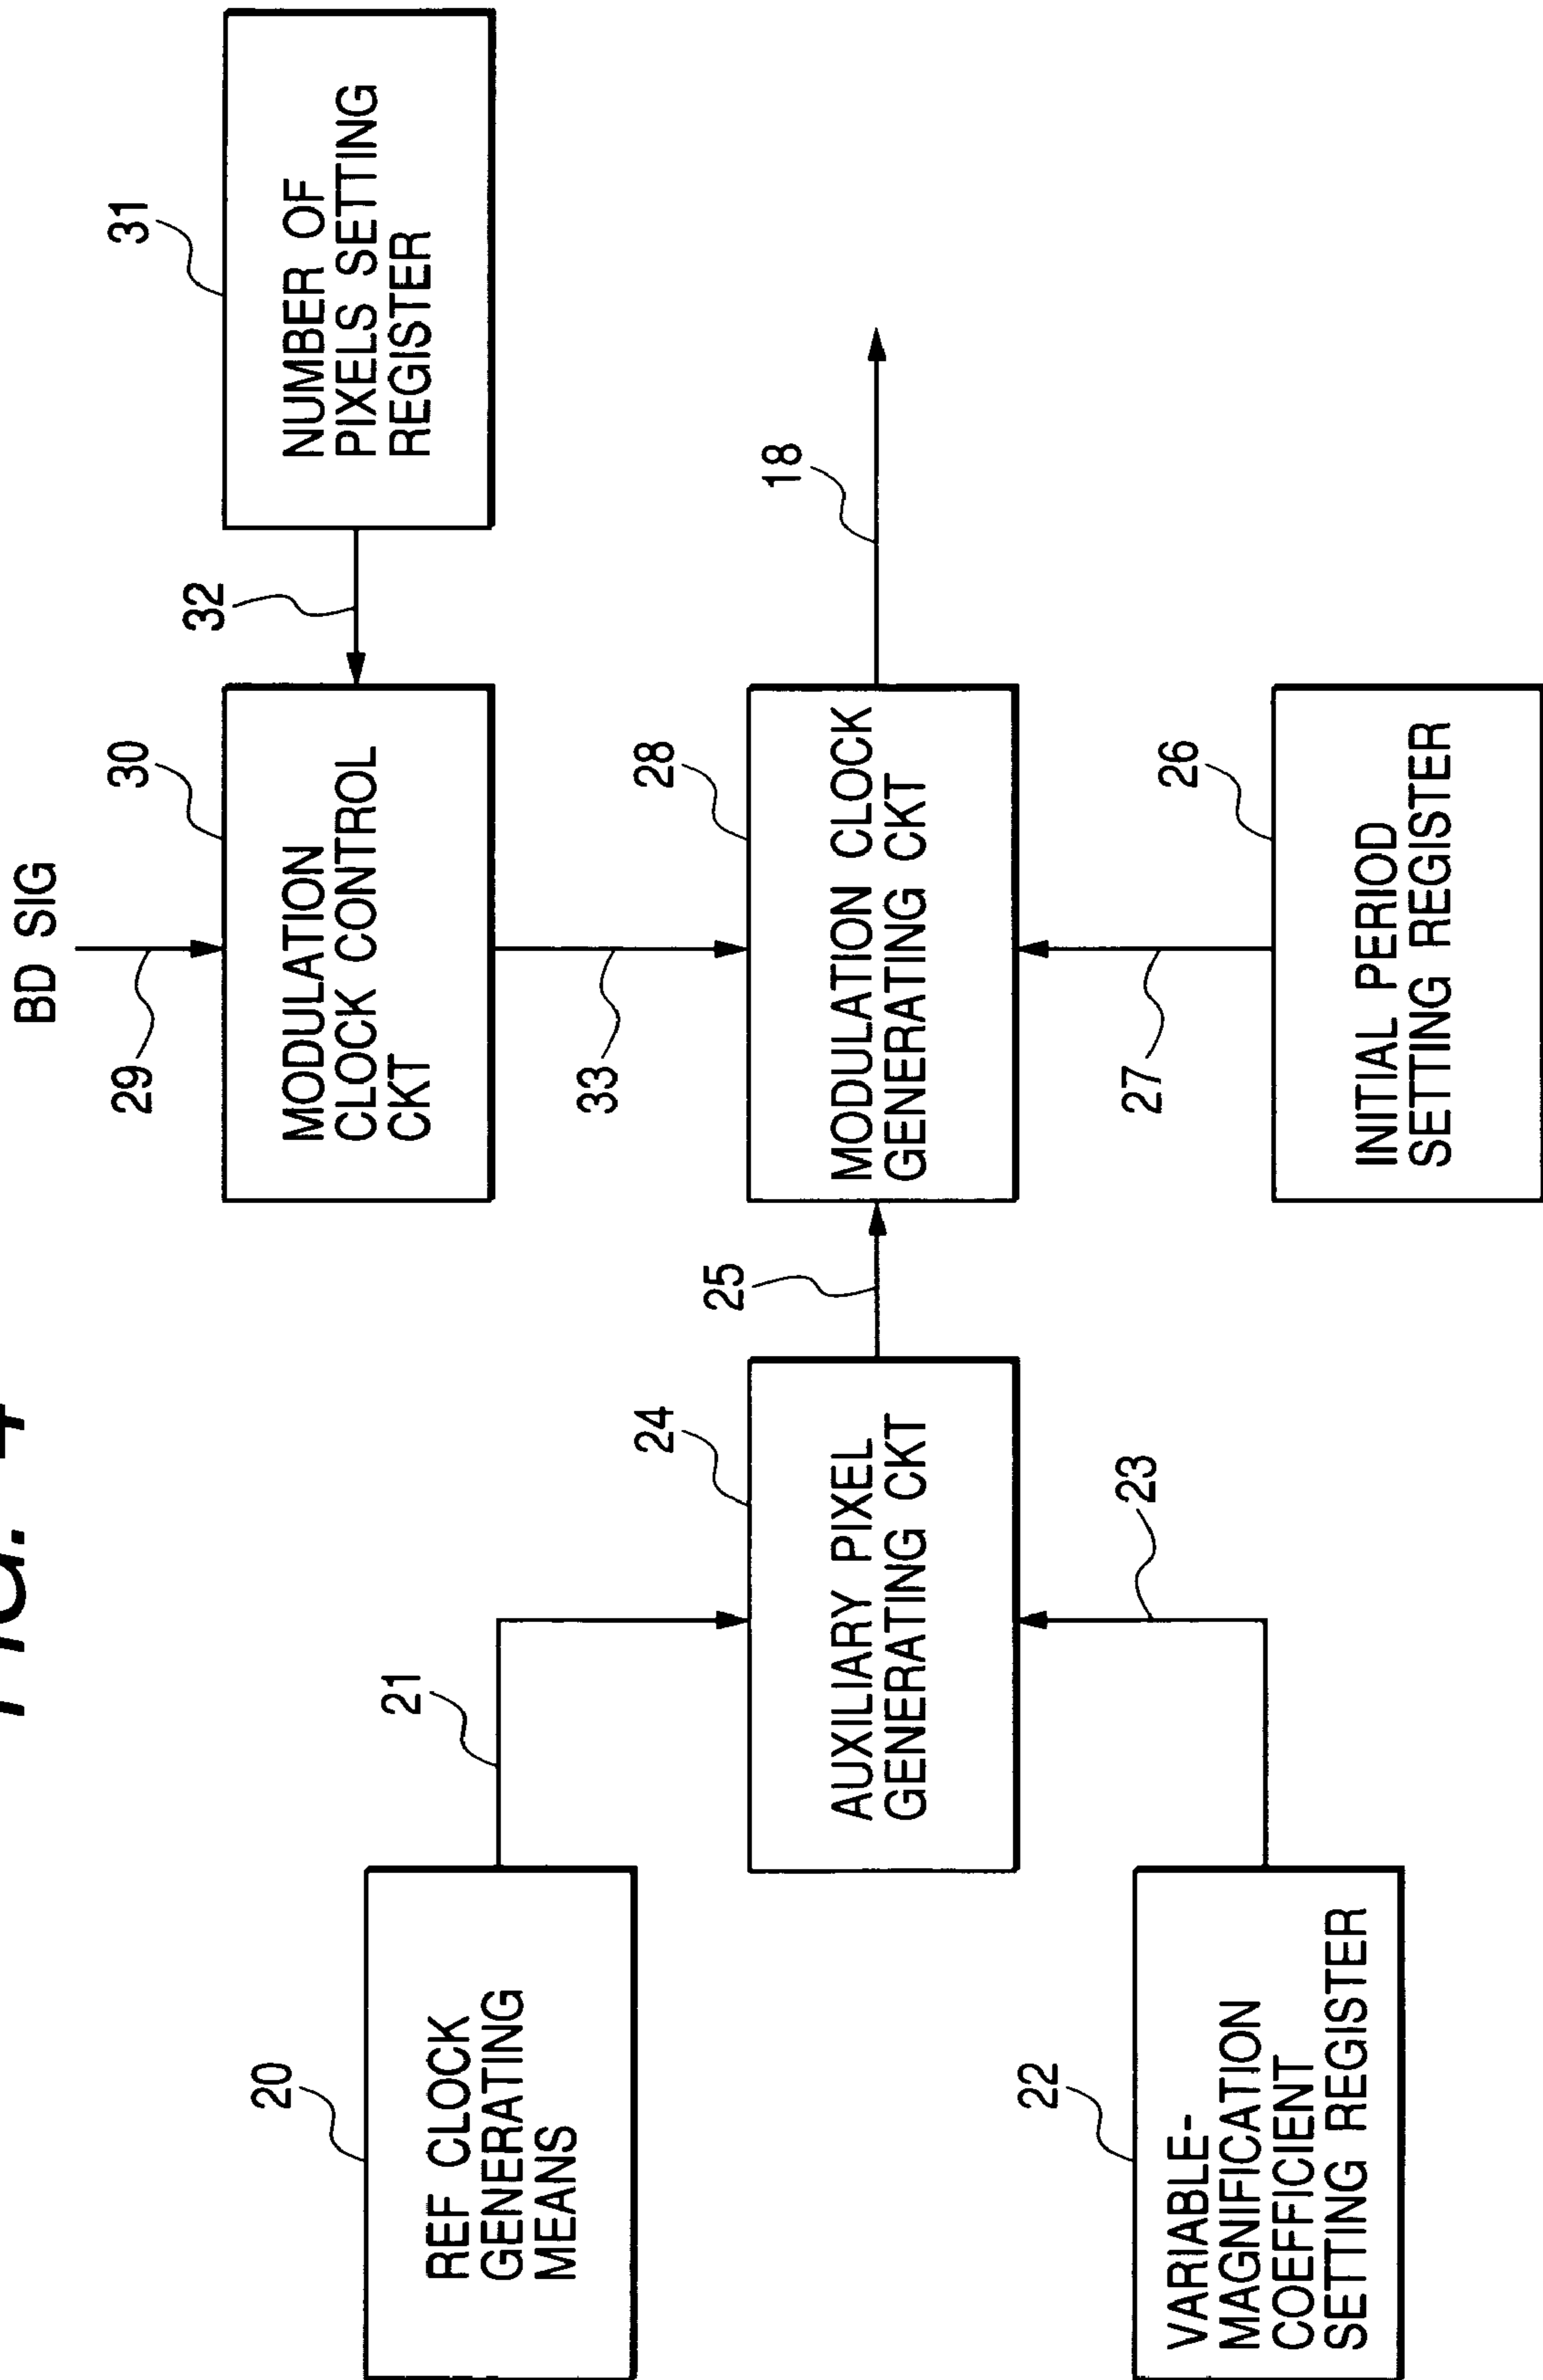 FIG. 4
BD SIG
29
30
MODULATION
CLOCK CONTROL
CKT
32
31
NUMBER OF
PIXELS SETTING
REGISTER
33
20
REF CLOCK
GENERATING
MEANS
21
24
AUXILIARY PIXEL
GENERATING CKT
25
28
MODULATION CLOCK
GENERATING CKT
18
22
VARIABLE-
MAGNIFICATION
COEFFICIENT
SETTING REGISTER
23
27
26
INITIAL PERIOD
SETTING REGISTER